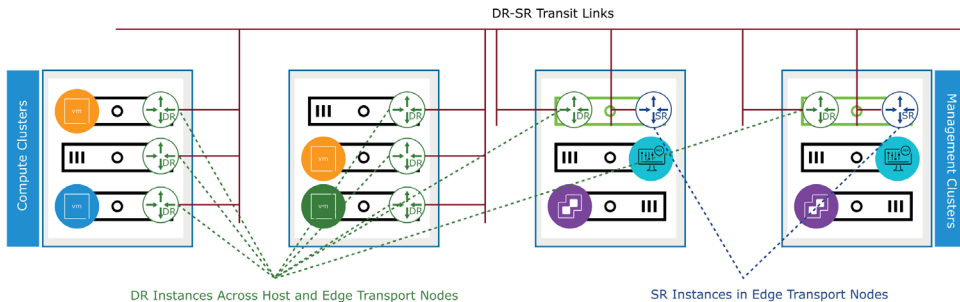 DR-SR Transit Links
Compute Clusters
vm
DR
DR
vm
DR
DR
vm
DR
vm
DR
DR
SR
DR
SR
Management Clusters
DR Instances Across Host and Edge Transport Nodes
SR Instances in Edge Transport Nodes